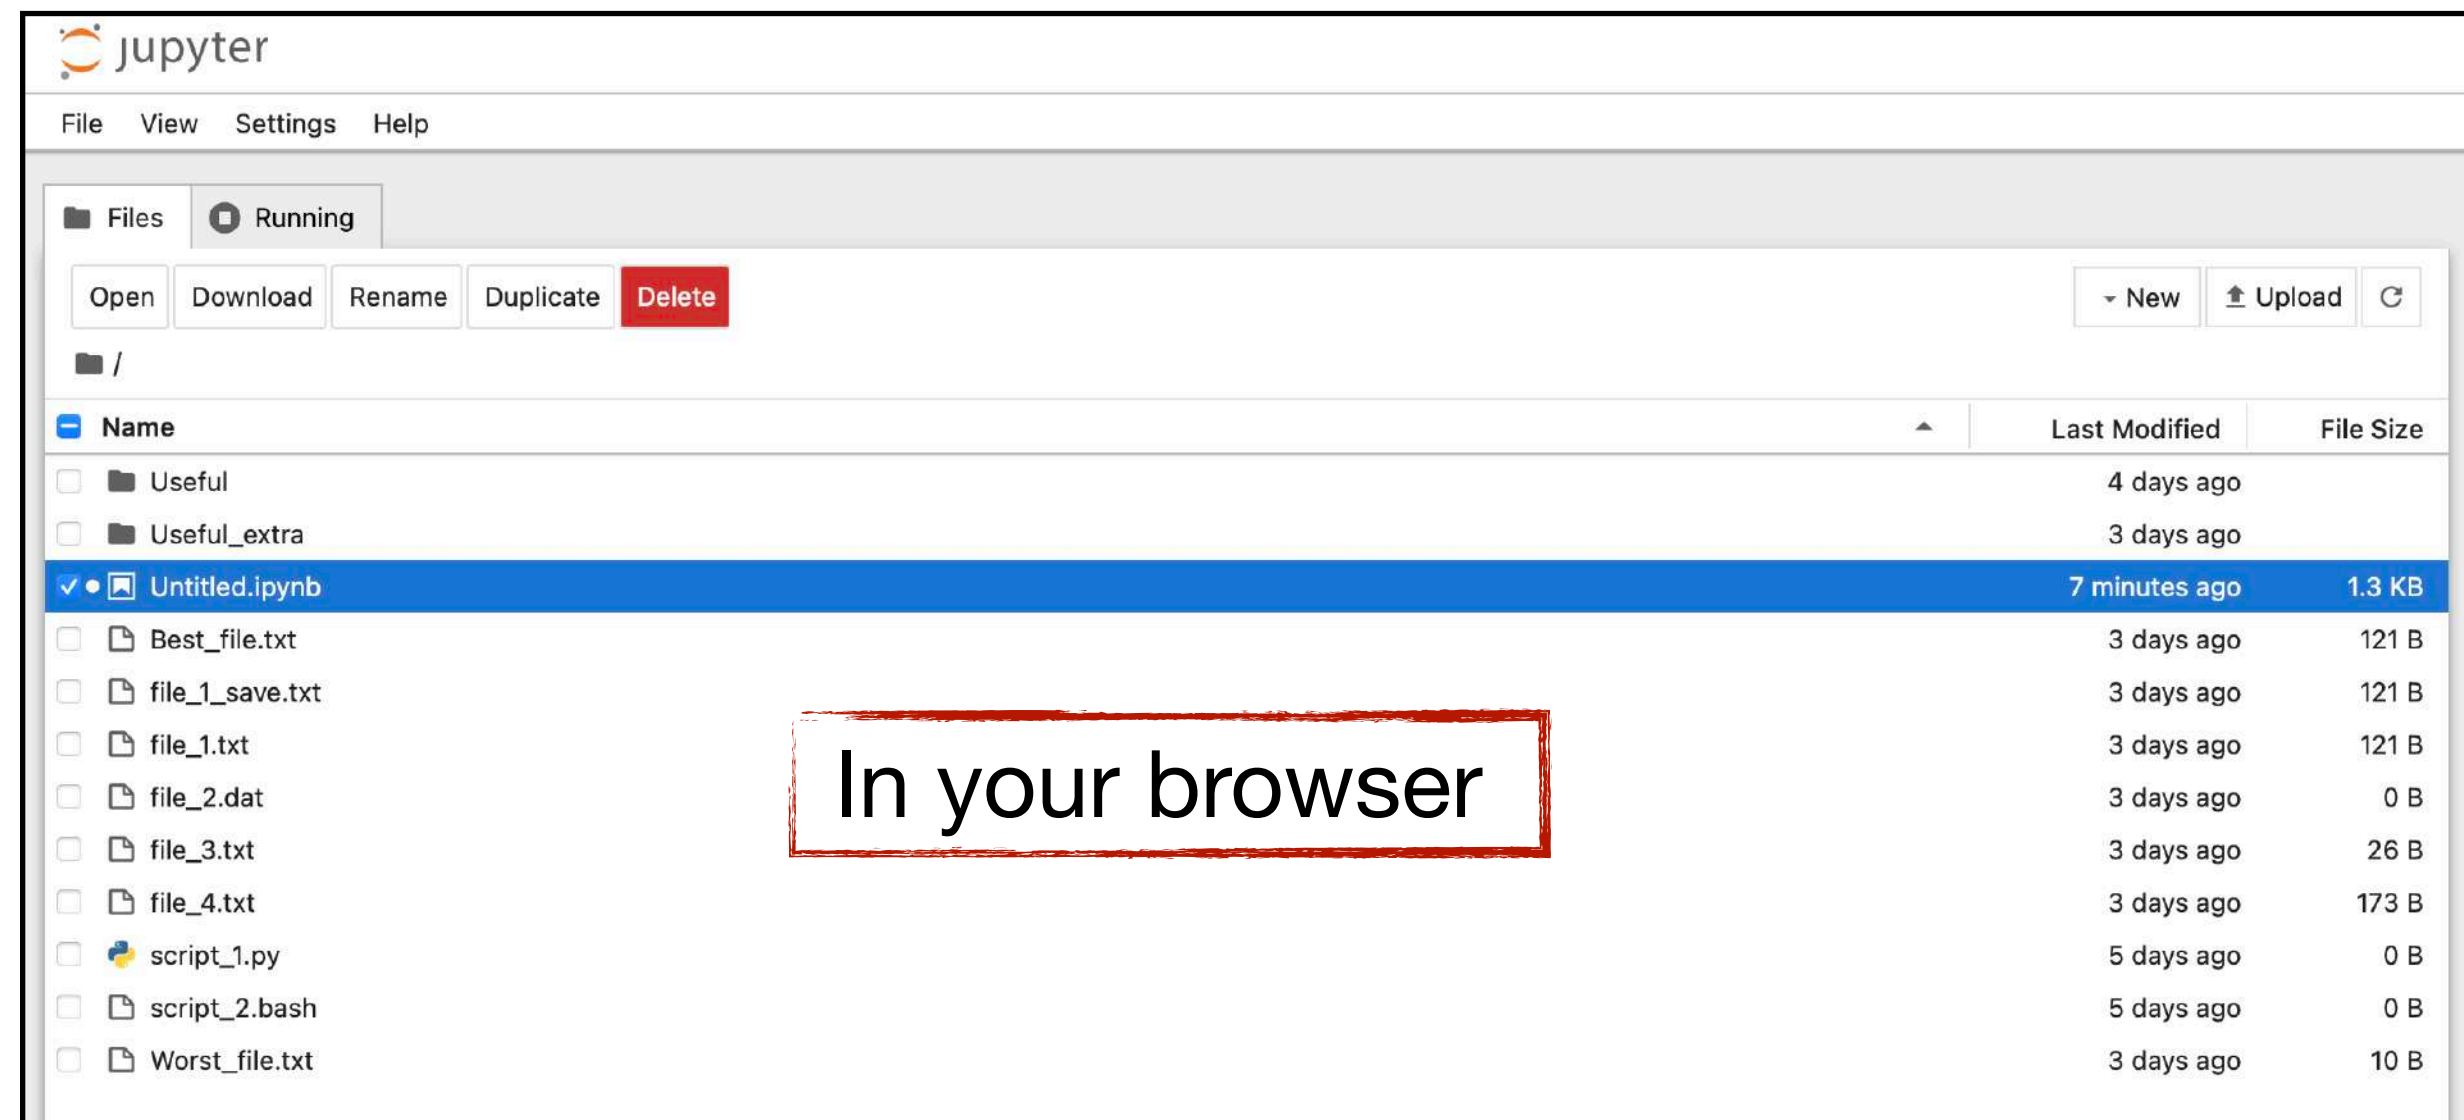 jupyter
File View Settings Help
Files Running
Open Download Rename Duplicate Delete New Upload
/
Name Last Modified File Size
Useful 4 days ago
Useful_extra 3 days ago
Untitled.ipynb 7 minutes ago 1.3 KB
Best_file.txt 3 days ago 121 B
file_1_save.txt 3 days ago 121 B
file_1.txt 3 days ago 121 B
file_2.dat 3 days ago 0 B
file_3.txt 3 days ago 26 B
file_4.txt 3 days ago 173 B
script_1.py 5 days ago 0 B
script_2.bash 5 days ago 0 B
Worst_file.txt 3 days ago 10 B
In your browser